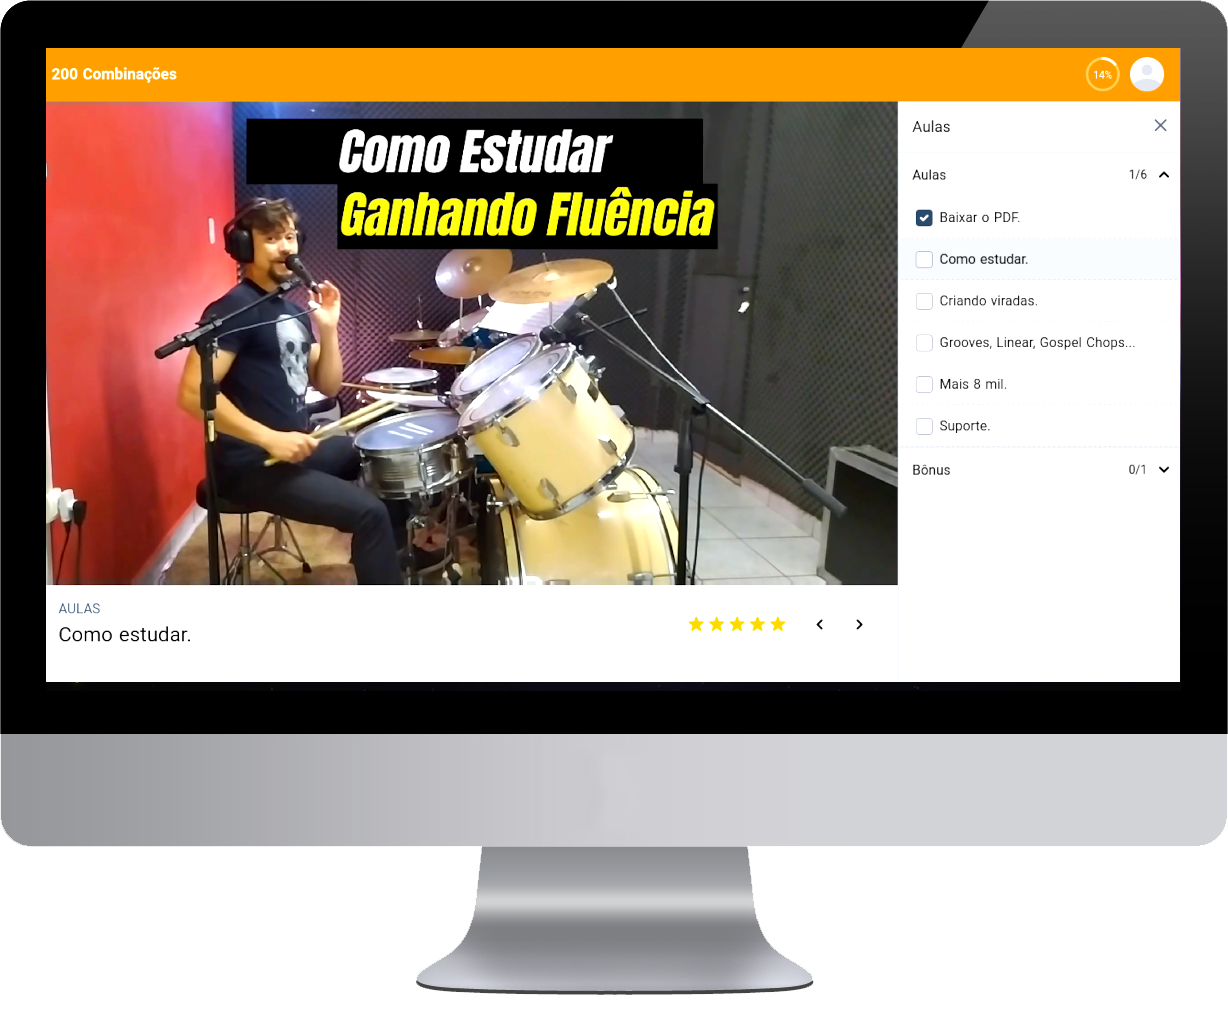 200 Combinações
14%
Como Estudar
Ganhando Fluência
Aulas
Aulas 1/6
Baixar o PDF.
Como estudar.
Criando viradas.
Grooves, Linear, Gospel Chops...
Mais 8 mil.
Suporte.
Bônus 0/1
AULAS
Como estudar.